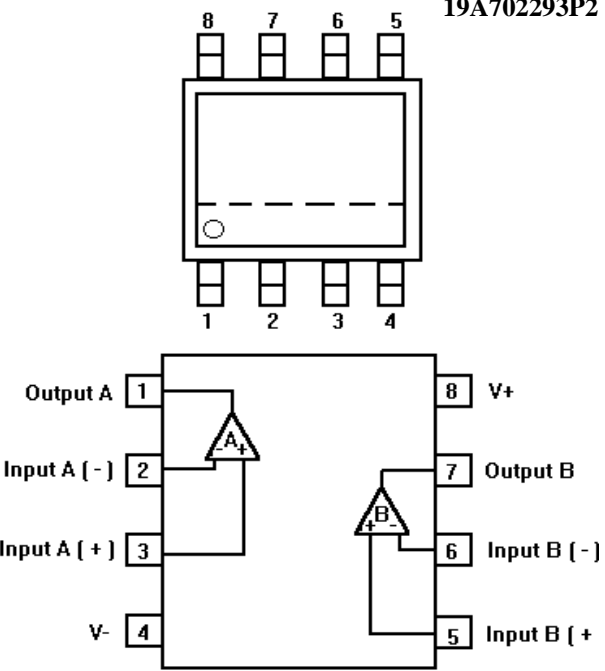 19A702293P2
8 7 6 5
1 2 3 4
Output A 1 8 V+
A
Input A ( - ) 2 - + 7 Output B
B
+ -
Input A ( + ) 3 6 Input B ( - )
V- 4 5 Input B ( +